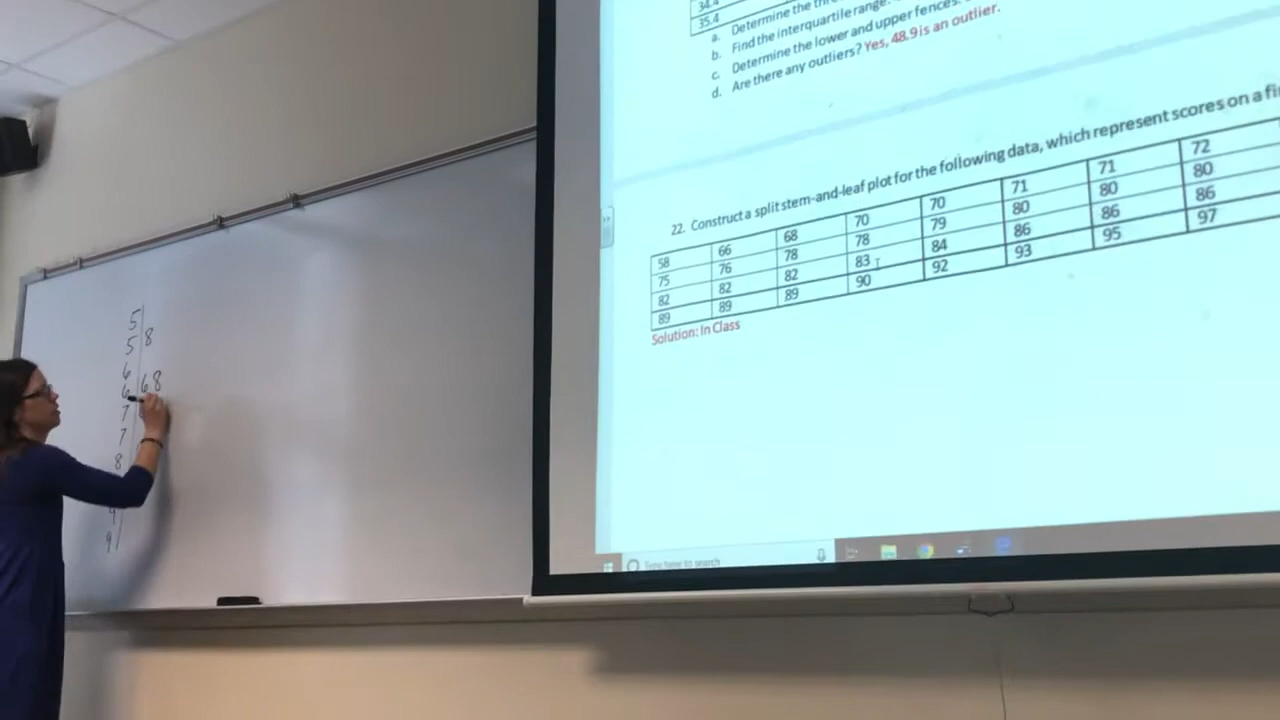 34.4
35.4
a. Determine the
b. Find the interquartile range.
c. Determine the lower and upper fences.
d. Are there any outliers? Yes, 48.9 is an outlier.
22. Construct a split stem-and-leaf plot for the following data, which represent scores on a
58 66 68 70 70 71 71 72
75 76 78 78 79 80 80 80
82 82 82 83 84 86 86 86
89 89 89 90 92 93 95 97
Solution: In Class
Type here to search
5
5 8
6
6 6 8
7
7
8
9
9